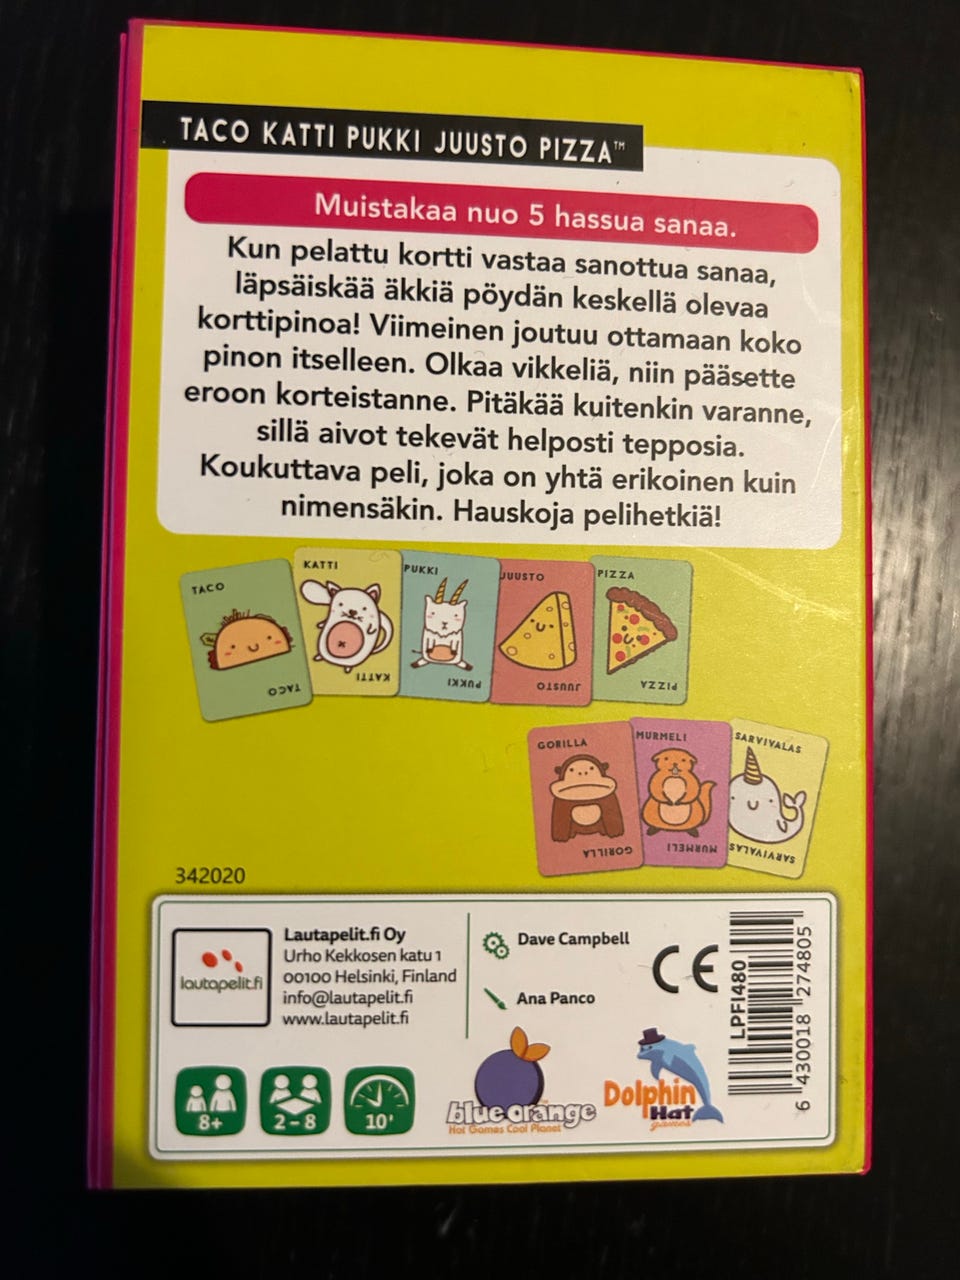 TACO KATTI PUKKI JUUSTO PIZZA™
Muistakaa nuo 5 hassua sanaa.
Kun pelattu kortti vastaa sanottua sanaa,
läpsäiskää äkkiä pöydän keskellä olevaa
korttipinoa! Viimeinen joutuu ottamaan koko
pinon itselleen. Olkaa vikkeliä, niin pääsette
eroon korteistanne. Pitäkää kuitenkin varanne,
sillä aivot tekevät helposti tepposia.
Koukuttava peli, joka on yhtä erikoinen kuin
nimensäkin. Hauskoja pelihetkiä!
TACO
TACO
KATTI
KATTI
PUKKI
PUKKI
JUUSTO
JUUSTO
PIZZA
PIZZA
GORILLA
GORILLA
MURMELI
MURMELI
SARVIVALAS
SARVIVALAS
342020
lautapelit.fi
Lautapelit.fi Oy
Urho Kekkosen katu 1
00100 Helsinki, Finland
info@lautapelit.fi
www.lautapelit.fi
Dave Campbell
Ana Panco
CE
LPFI480
6 430018 274805
8+
2-8
10'
blue orange
Hot Games Cool Planet
Dolphin
Hat
games